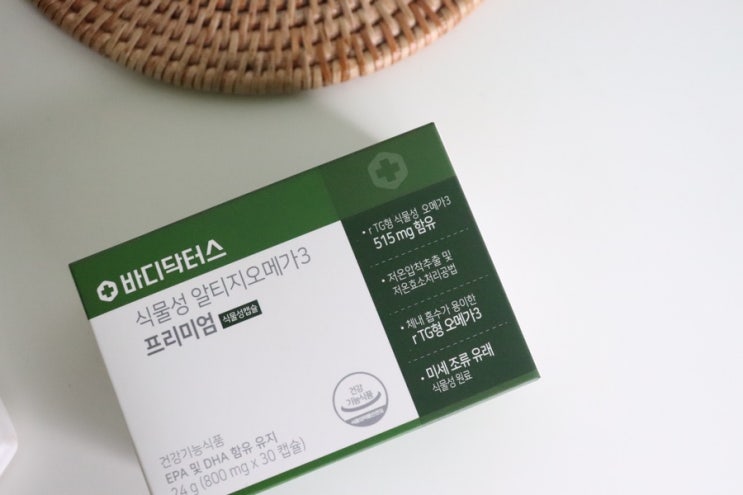 바디닥터스
식물성 알티지오메가3
프리미엄 식물성캡슐
건강
기능식품
건강기능식품
EPA 및 DHA 함유 유지
24 g (800 mg x 30 캡슐)
• rTG형 식물성 오메가3
515 mg 함유
• 저온압착추출 및
저온효소처리공법
• 체내 흡수가 용이한
r TG형 오메가3
• 미세 조류 유래
식물성 원료